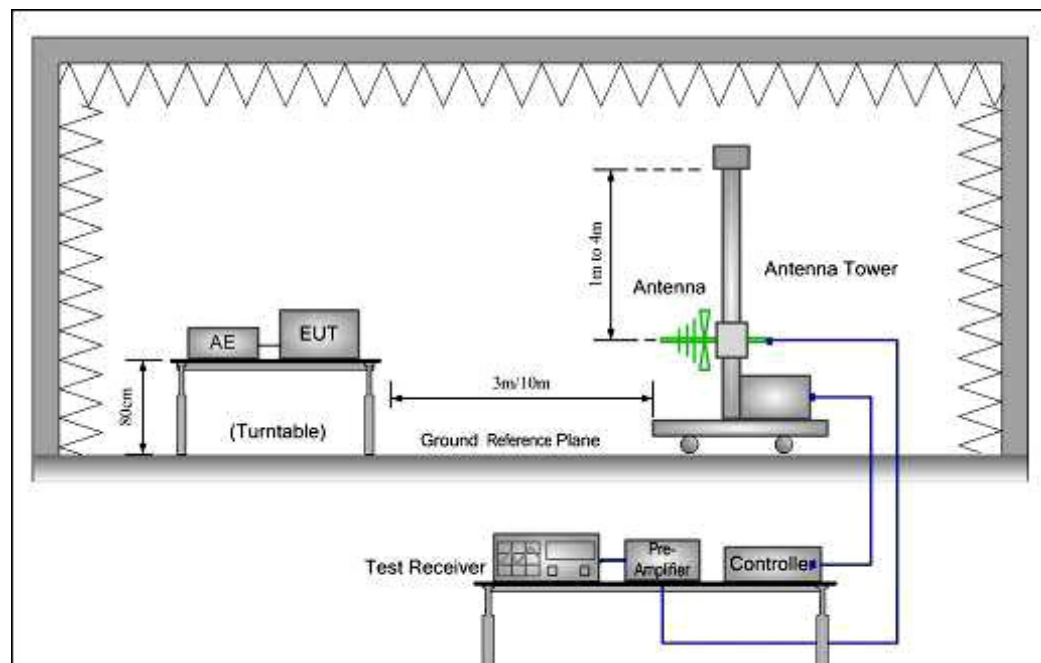 1m to 4m
Antenna
Antenna Tower
AE
EUT
80cm
3m/10m
(Turntable)
Ground Reference Plane
Test Receiver
Pre-
Amplifier
Controller